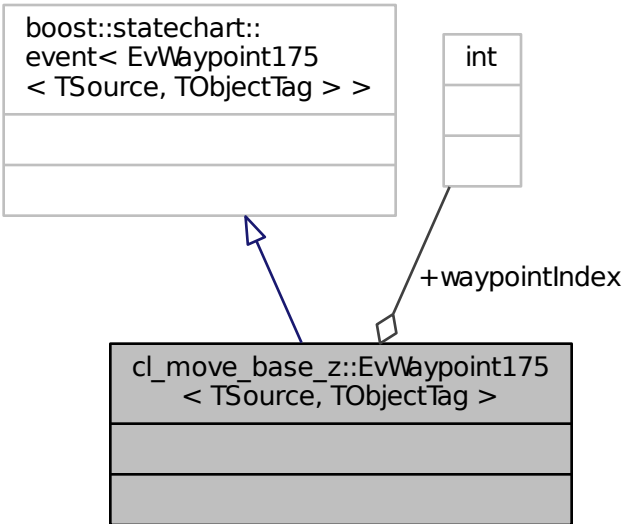 boost::statechart::
event< EvWaypoint175
< TSource, TObjectTag > >
int
+waypointIndex
cl_move_base_z::EvWaypoint175
< TSource, TObjectTag >